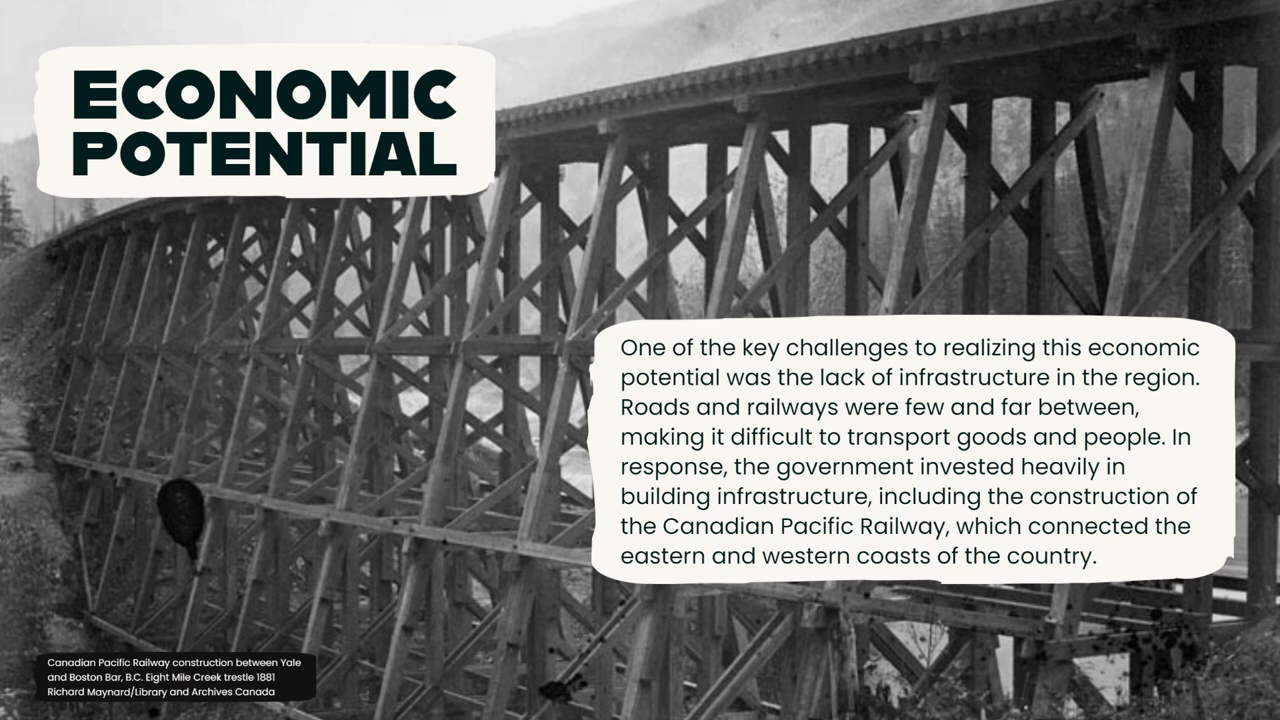 ECONOMIC
POTENTIAL
One of the key challenges to realizing this economic
potential was the lack of infrastructure in the region.
Roads and railways were few and far between,
making it difficult to transport goods and people. In
response, the government invested heavily in
building infrastructure, including the construction of
the Canadian Pacific Railway, which connected the
eastern and western coasts of the country.
Canadian Pacific Railway construction between Yale
and Boston Bar, B.C. Eight Mile Creek trestle 1881
Richard Maynard/Library and Archives Canada